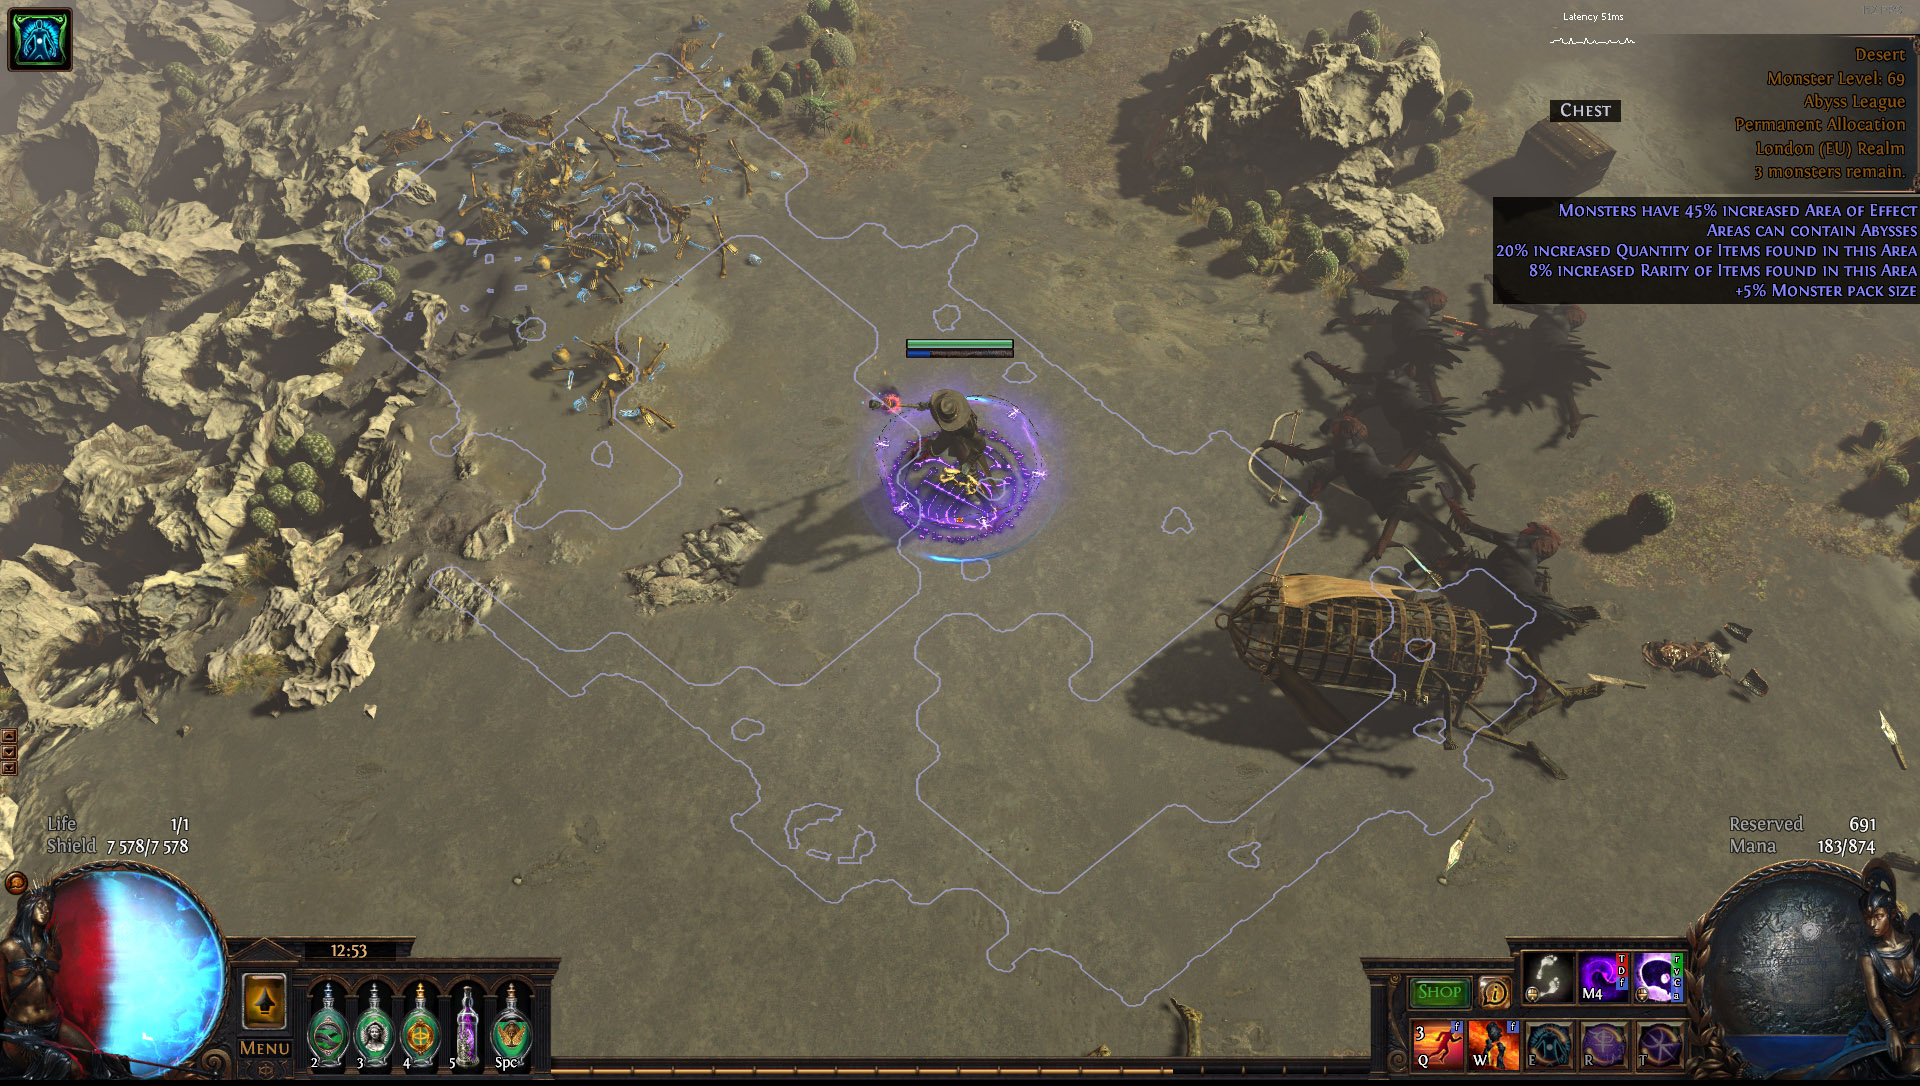 Latency 51ms
Desert
Monster Level: 69
Abyss League
Permanent Allocation
London (EU) Realm
3 monsters remain.
CHEST
MONSTERS HAVE 45% INCREASED AREA OF EFFECT
AREAS CAN CONTAIN ABYSSES
20% INCREASED QUANTITY OF ITEMS FOUND IN THIS AREA
8% INCREASED RARITY OF ITEMS FOUND IN THIS AREA
+5% MONSTER PACK SIZE
Life 1/1
Shield 7 578/7 578
Reserved 691
Mana 183/874
12:53
MENU
2 3 4 5 Spc
SHOP
M4
T
D
f
r
v
C
a
3 f f
Q W E R T